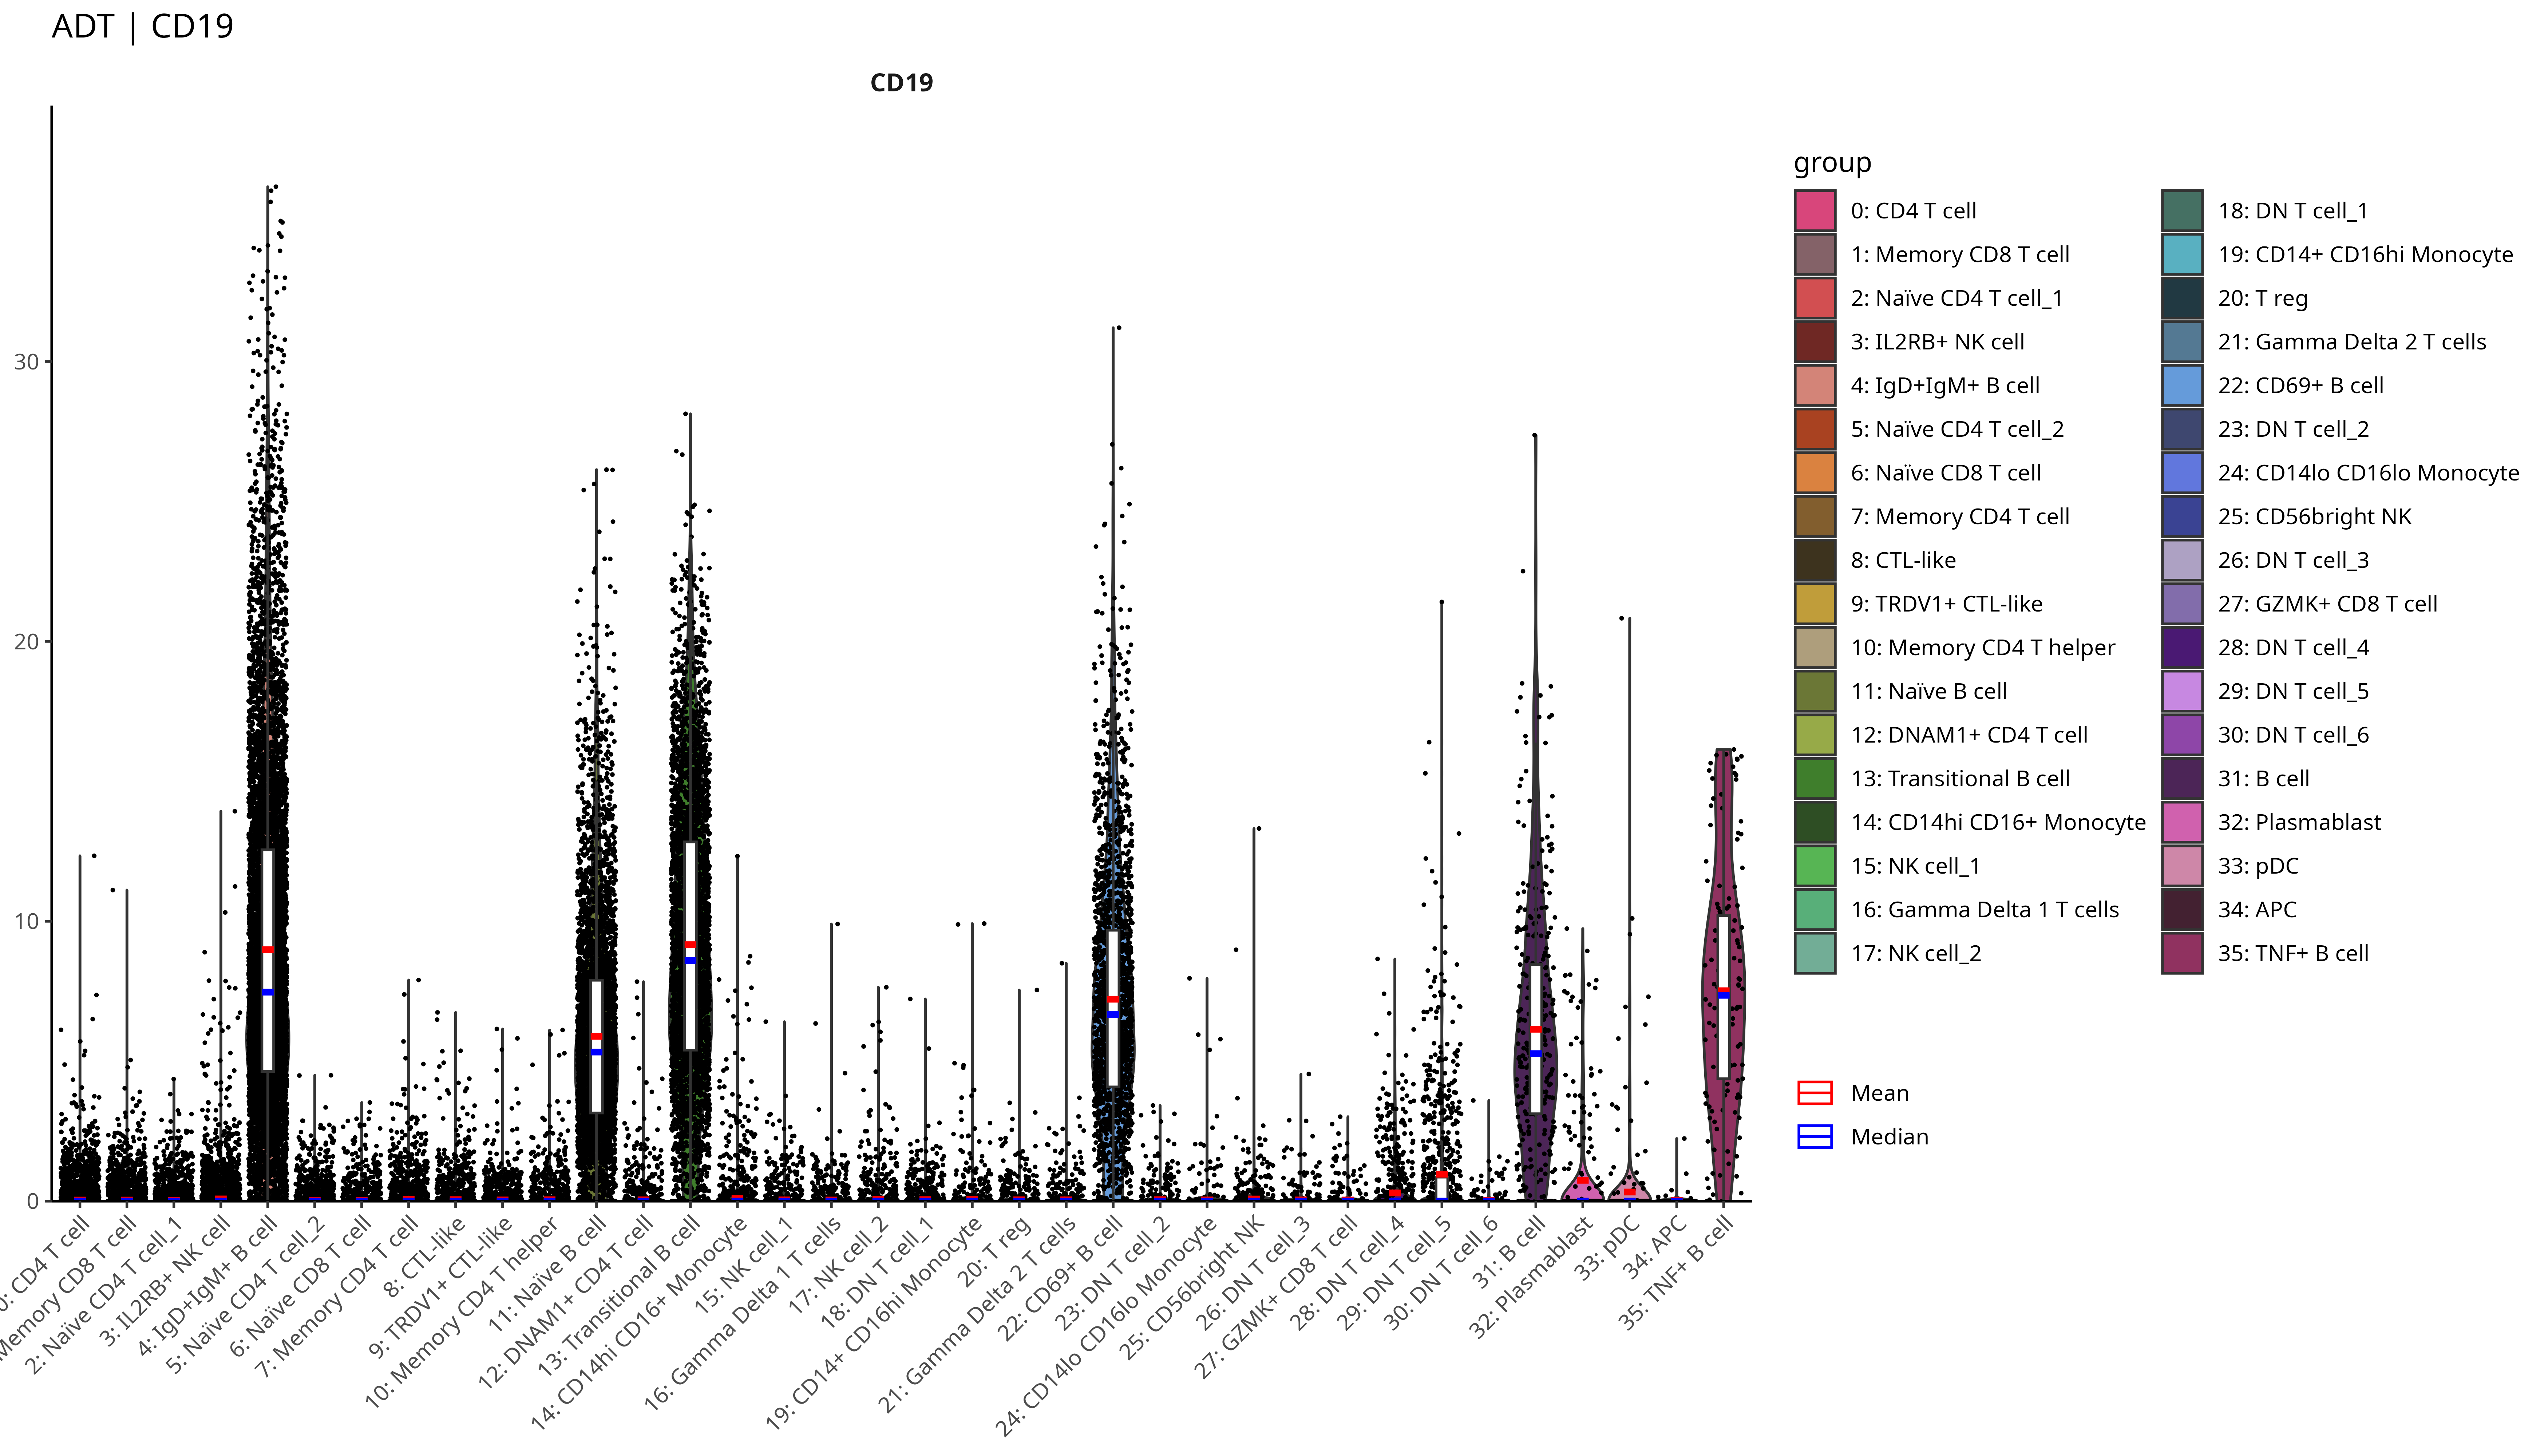 ADT | CD19
CD19
30
20
10
0
0: CD4 T cell
Memory CD8 T cell
2: Naïve CD4 T cell_1
3: IL2RB+ NK cell
4: IgD+IgM+ B cell
5: Naïve CD4 T cell_2
6: Naïve CD8 T cell
7: Memory CD4 T cell
8: CTL-like
9: TRDV1+ CTL-like
10: Memory CD4 T helper
11: Naïve B cell
12: DNAM1+ CD4 T cell
13: Transitional B cell
14: CD14hi CD16+ Monocyte
15: NK cell_1
16: Gamma Delta 1 T cells
17: NK cell_2
18: DN T cell_1
19: CD14+ CD16hi Monocyte
20: T reg
21: Gamma Delta 2 T cells
22: CD69+ B cell
23: DN T cell_2
24: CD14lo CD16lo Monocyte
25: CD56bright NK
26: DN T cell_3
27: GZMK+ CD8 T cell
28: DN T cell_4
29: DN T cell_5
30: DN T cell_6
31: B cell
32: Plasmablast
33: pDC
34: APC
35: TNF+ B cell
group
0: CD4 T cell
1: Memory CD8 T cell
2: Naïve CD4 T cell_1
3: IL2RB+ NK cell
4: IgD+IgM+ B cell
5: Naïve CD4 T cell_2
6: Naïve CD8 T cell
7: Memory CD4 T cell
8: CTL-like
9: TRDV1+ CTL-like
10: Memory CD4 T helper
11: Naïve B cell
12: DNAM1+ CD4 T cell
13: Transitional B cell
14: CD14hi CD16+ Monocyte
15: NK cell_1
16: Gamma Delta 1 T cells
17: NK cell_2
18: DN T cell_1
19: CD14+ CD16hi Monocyte
20: T reg
21: Gamma Delta 2 T cells
22: CD69+ B cell
23: DN T cell_2
24: CD14lo CD16lo Monocyte
25: CD56bright NK
26: DN T cell_3
27: GZMK+ CD8 T cell
28: DN T cell_4
29: DN T cell_5
30: DN T cell_6
31: B cell
32: Plasmablast
33: pDC
34: APC
35: TNF+ B cell
Mean
Median